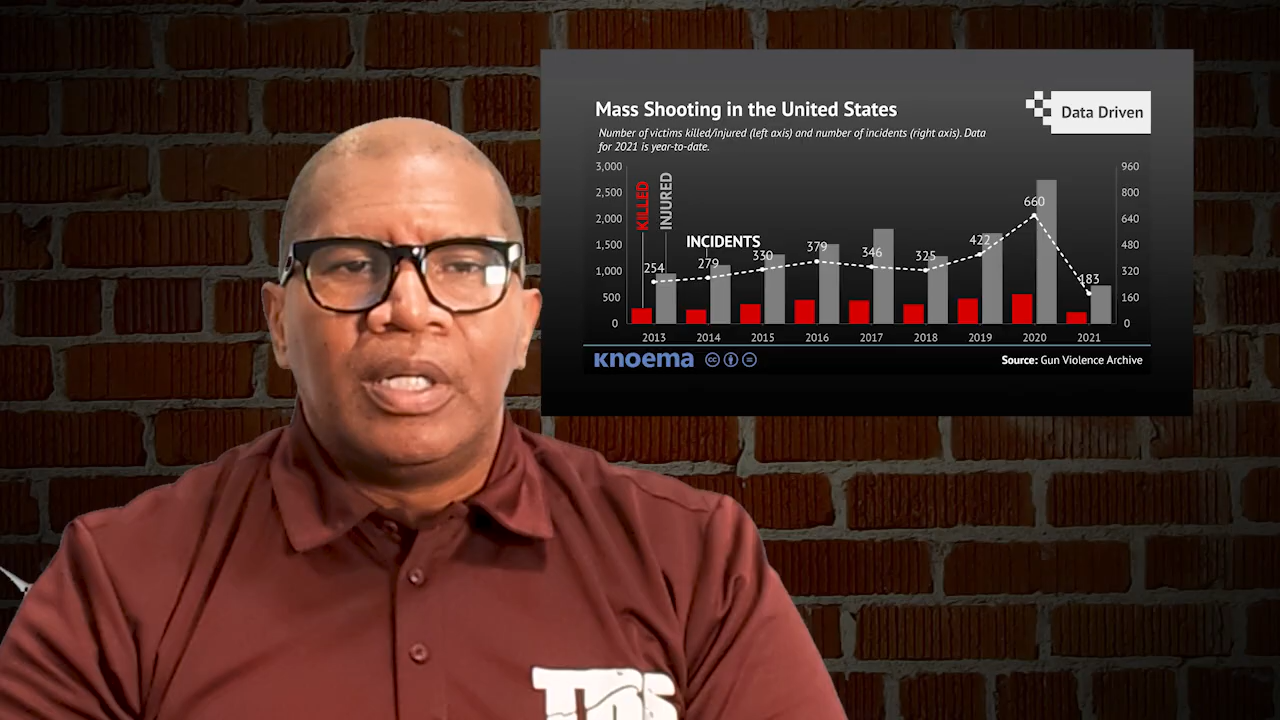 Mass Shooting in the United States
Data Driven
Number of victims killed/injured (left axis) and number of incidents (right axis). Data
for 2021 is year-to-date.
3,000
2,500
2,000
1,500
1,000
500
0
KILLED
INJURED
INCIDENTS
254
279
330
379
346
325
422
660
183
960
800
640
480
320
160
0
2013 2014 2015 2016 2017 2018 2019 2020 2021
knoema
cc
Source: Gun Violence Archive